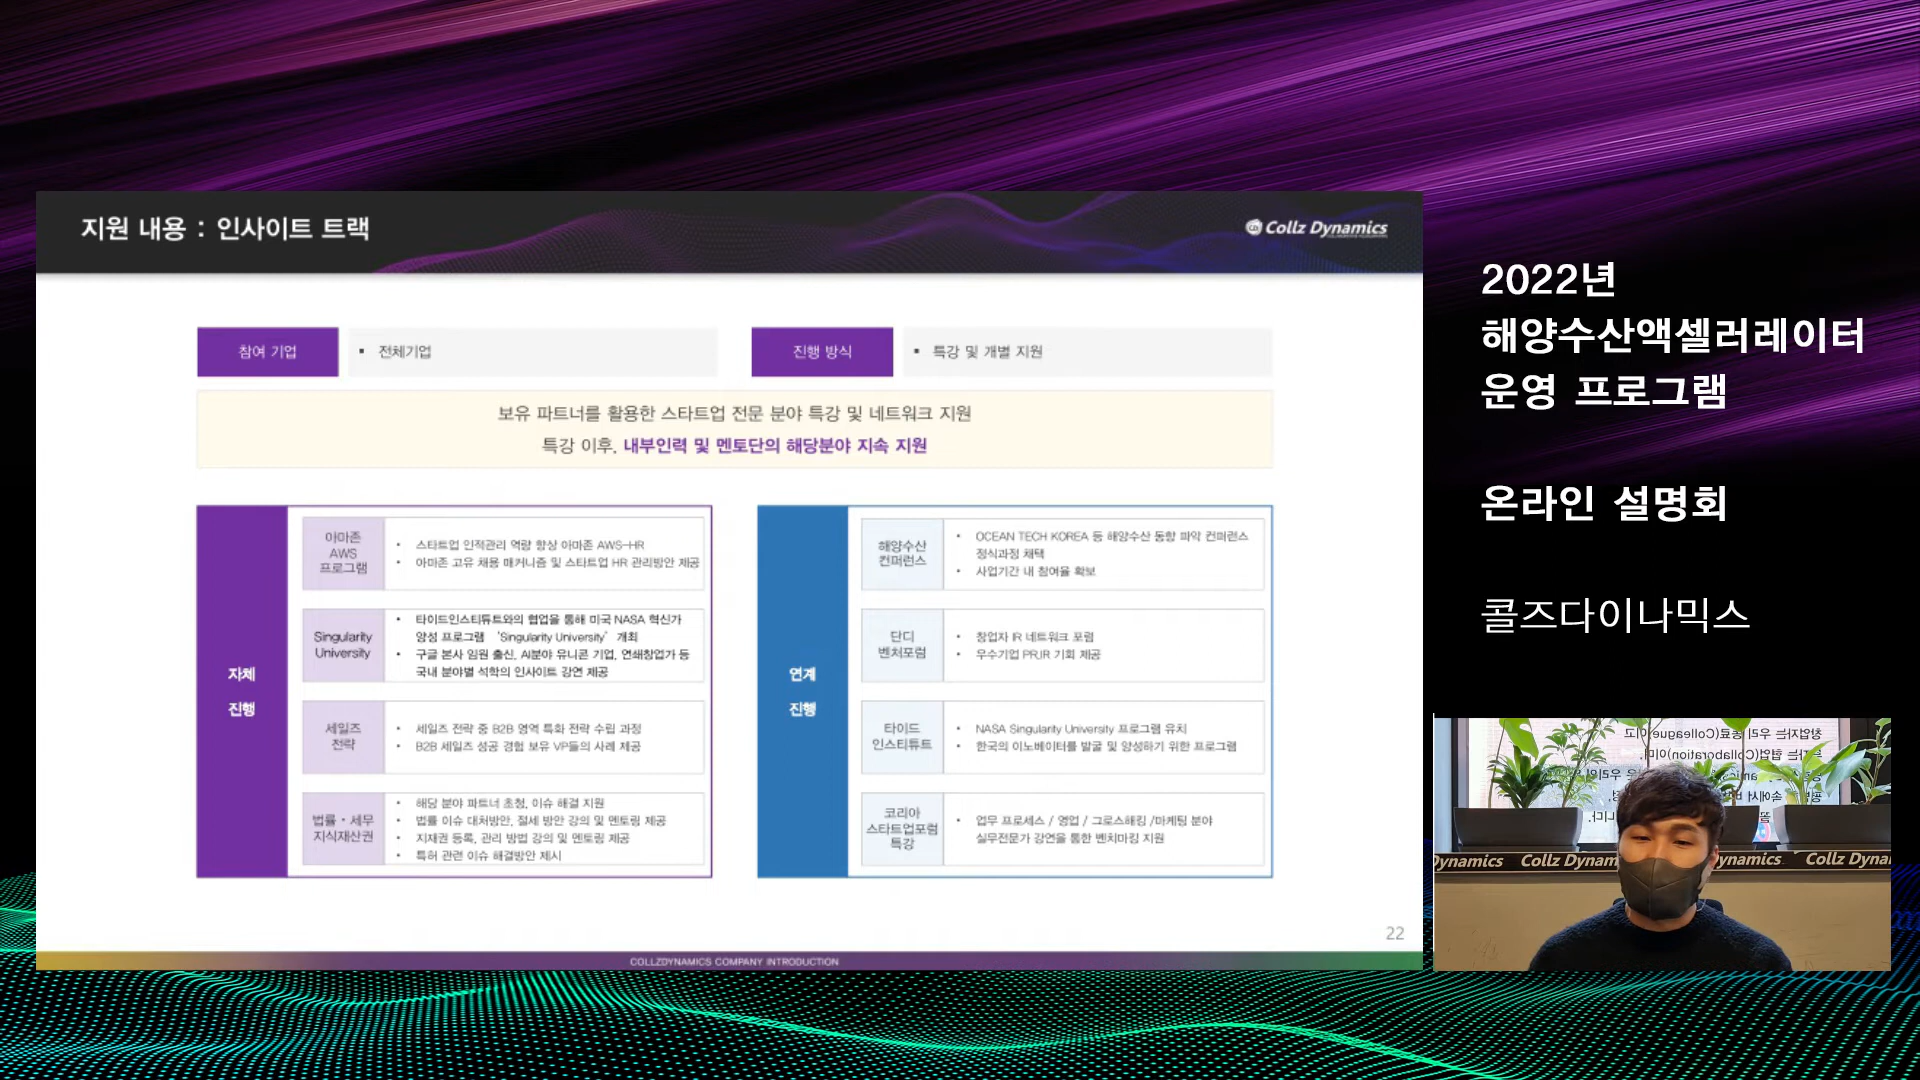 지원 내용 : 인사이트 트랙
Collz Dynamics
참여 기업
▪ 전체기업
진행 방식
▪ 특강 및 개별 지원
보유 파트너를 활용한 스타트업 전문 분야 특강 및 네트워크 지원
특강 이후, 내부인력 및 멘토단의 해당분야 지속 지원
자체
진행
아마존
AWS
프로그램
• 스타트업 인적관리 역량 향상 아마존 AWS-HR
• 아마존 고유 채용 매커니즘 및 스타트업 HR 관리방안 제공
Singularity
University
• 타이드인스티튜트와의 협업을 통해 미국 NASA 혁신가
양성 프로그램 ‘Singularity University’ 개최
• 구글 본사 임원 출신, AI분야 유니콘 기업, 연쇄창업가 등
국내 분야별 석학의 인사이트 강연 제공
세일즈
전략
• 세일즈 전략 중 B2B 영역 특화 전략 수립 과정
• B2B 세일즈 성공 경험 보유 VP들의 사례 제공
법률・세무
지식재산권
• 해당 분야 파트너 초청, 이슈 해결 지원
• 법률 이슈 대처방안, 절세 방안 강의 및 멘토링 제공
• 지재권 등록, 관리 방법 강의 및 멘토링 제공
• 특허 관련 이슈 해결방안 제시
연계
진행
해양수산
컨퍼런스
• OCEAN TECH KOREA 등 해양수산 동향 파악 컨퍼런스
정식과정 채택
• 사업기간 내 참여율 확보
단디
벤처포럼
• 창업자 IR 네트워크 포럼
• 우수기업 PR,IR 기회 제공
타이드
인스티튜트
• NASA Singularity University 프로그램 유치
• 한국의 이노베이터를 발굴 및 양성하기 위한 프로그램
코리아
스타트업포럼
특강
• 업무 프로세스 / 영업 / 그로스해킹 /마케팅 분야
실무전문가 강연을 통한 벤치마킹 지원
22
COLLZDYNAMICS COMPANY INTRODUCTION
2022년
해양수산액셀러레이터
운영 프로그램
온라인 설명회
콜즈다이나믹스
창업자는 우리 동료(Colleague)이고
협업(Collaboration)이며,
Dynamics Collz Dynam ynamics Collz Dyna